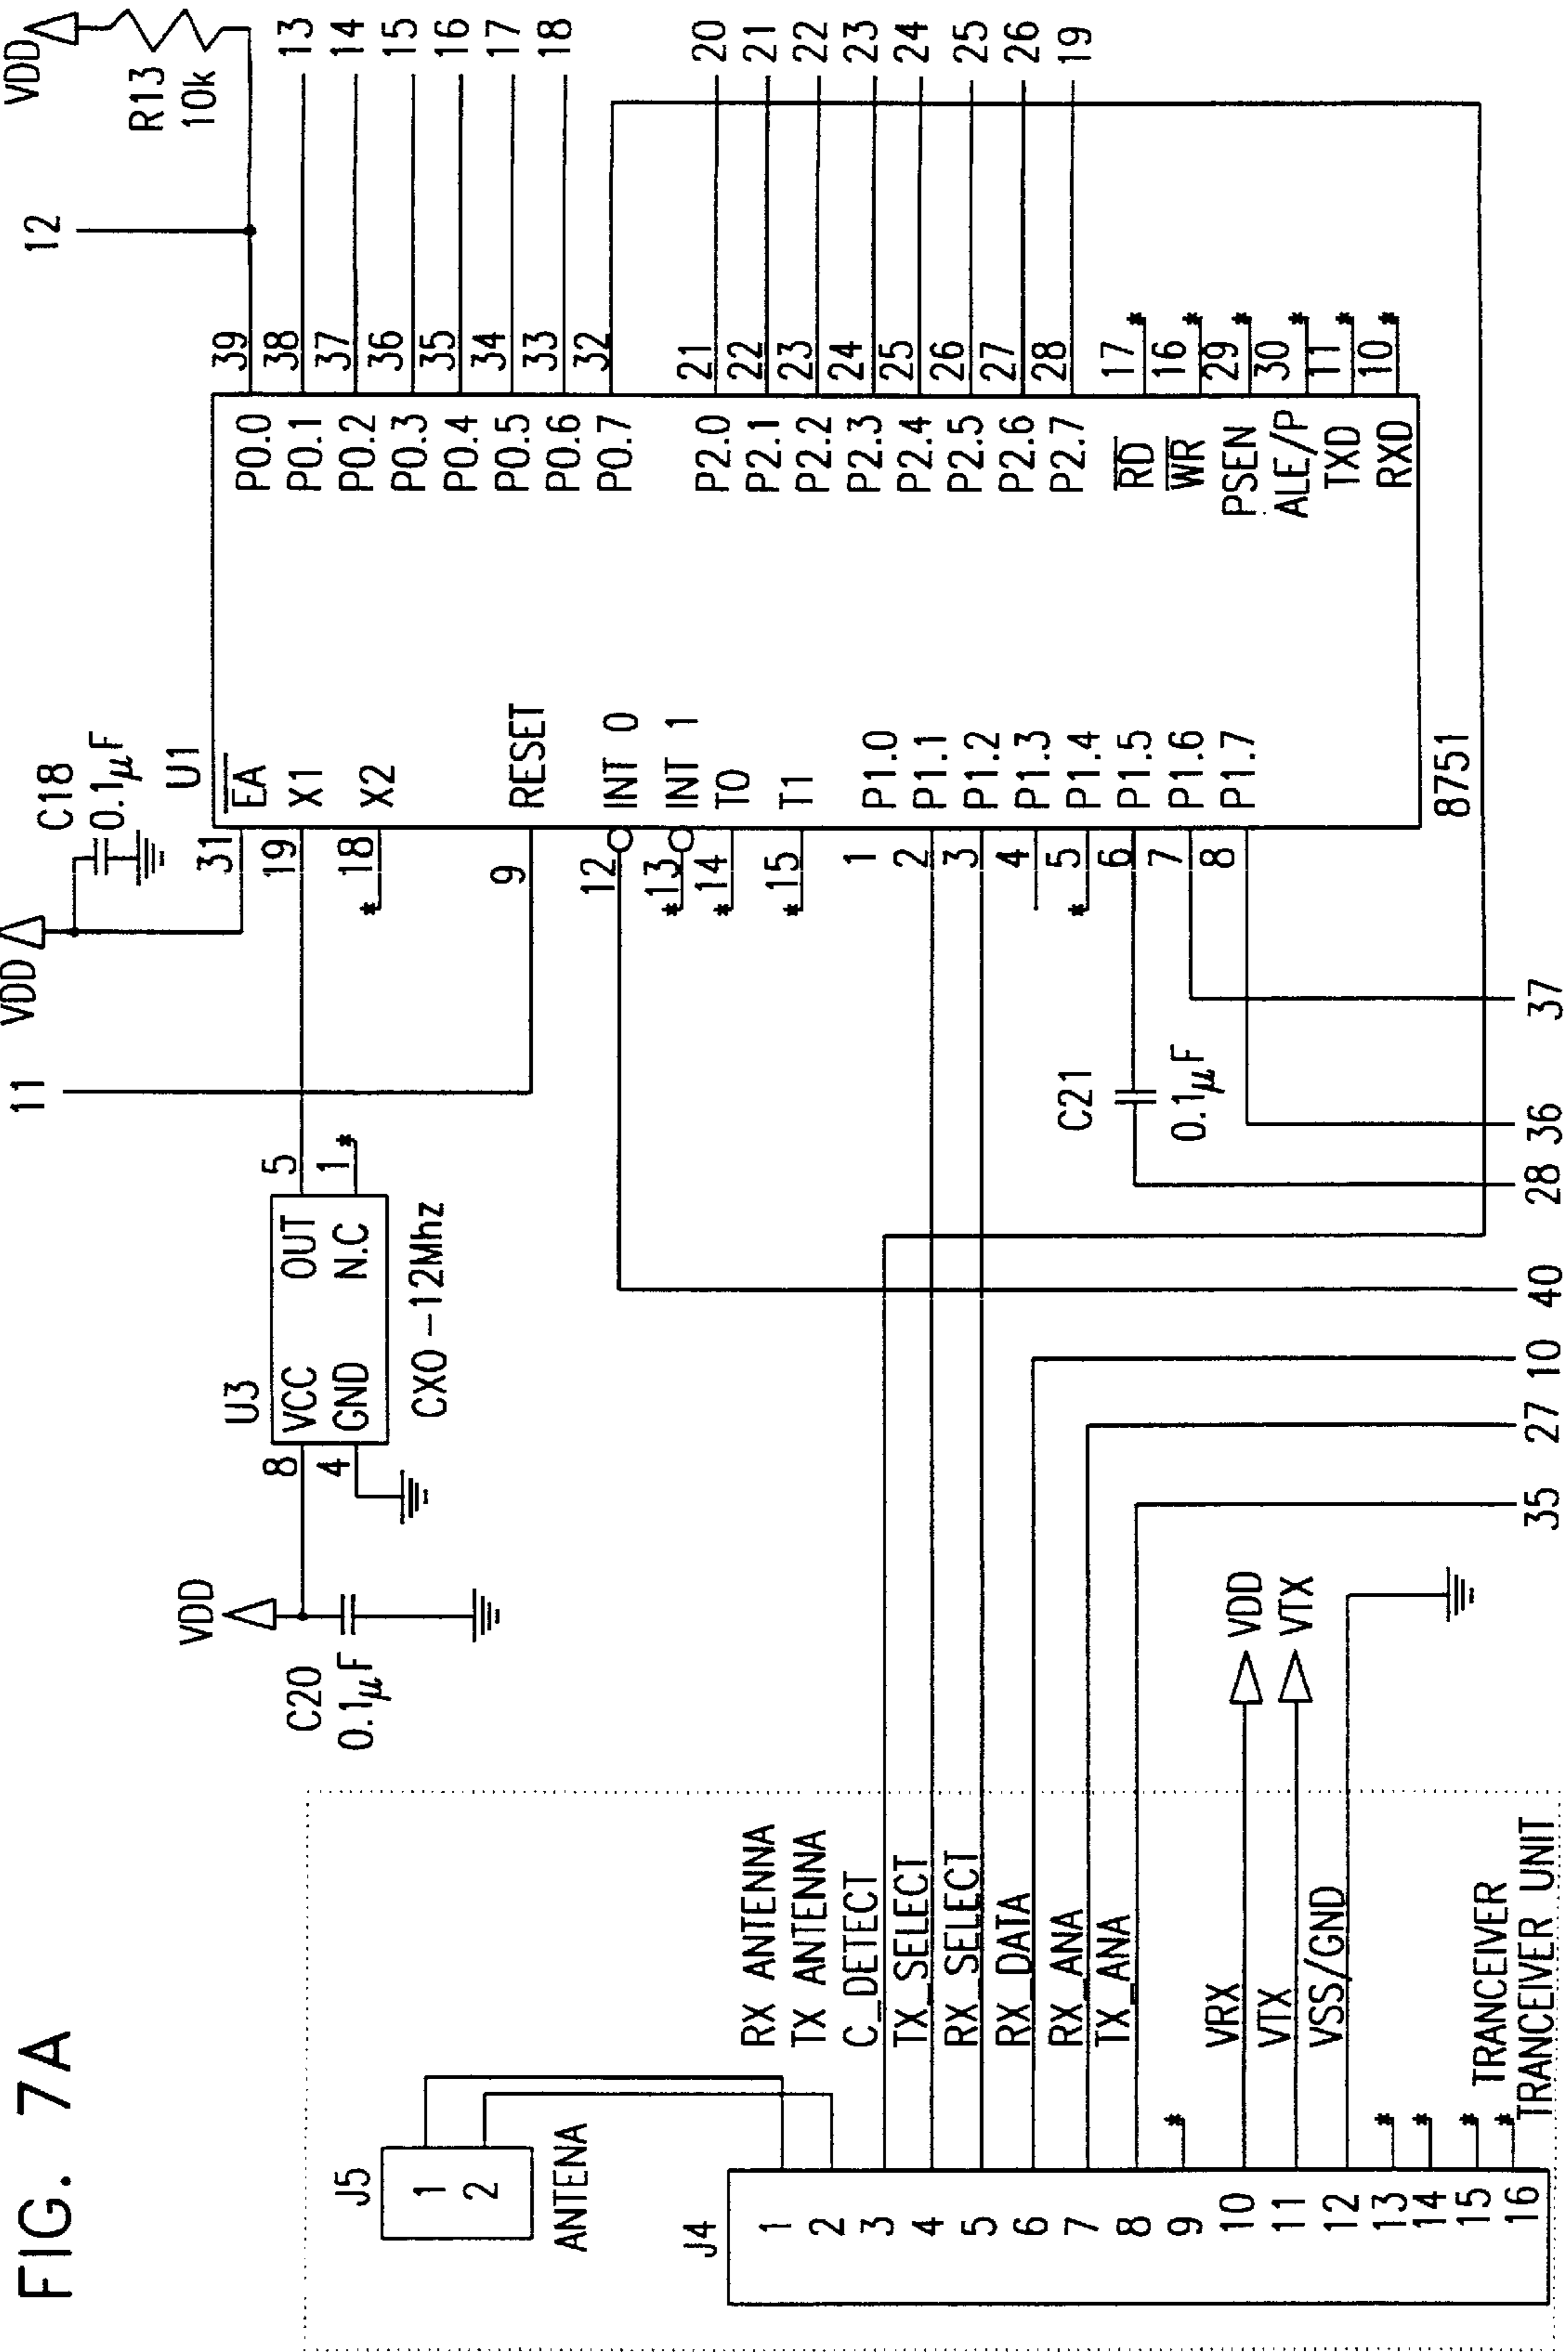 FIG. 7A
J5
1
2
ANTENA
J4
1
2
3
4
5
6
7
8
9
10
11
12
13
14
15
16
*
*
*
*
*
RX ANTENNA
TX ANTENNA
C_DETECT
TX_SELECT
RX_SELECT
RX_DATA
RX_ANA
TX_ANA
VRX
VTX
VSS/GND
TRANCEIVER
TRANCEIVER UNIT
VDD
VTX
VDD
C20
0.1µF
U3
8
4
VCC
GND
OUT
N.C
5
1
*
CXO-12Mhz
11
VDD
C18
0.1µF
U1
31
19
18
*
9
12
*13
*14
*15
1
2
3
4
*5
6
7
8
EA
X1
X2
RESET
INT 0
INT 1
TO
T1
P1.0
P1.1
P1.2
P1.3
P1.4
P1.5
P1.6
P1.7
8751
C21
0.1µF
35
27
10
40
28
36
37
P0.0
P0.1
P0.2
P0.3
P0.4
P0.5
P0.6
P0.7
P2.0
P2.1
P2.2
P2.3
P2.4
P2.5
P2.6
P2.7
RD
WR
PSEN
ALE/P
TXD
RXD
39
38
37
36
35
34
33
32
21
22
23
24
25
26
27
28
17 *
16 *
29 *
30 *
11 *
10 *
12
VDD
R13
10k
13
14
15
16
17
18
20
21
22
23
24
25
26
19